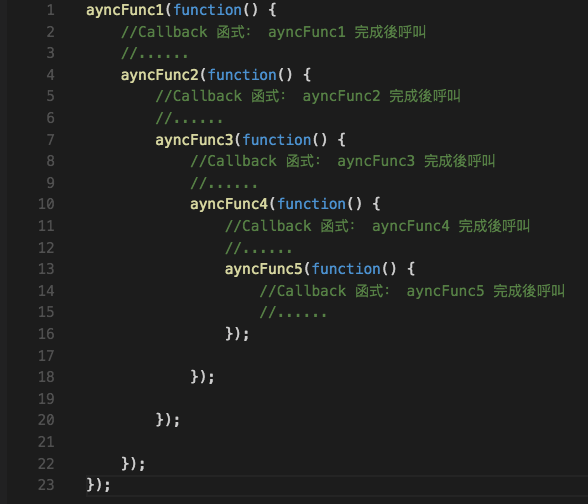 1 ayncFunc1(function() {
2 //Callback 函式： ayncFunc1 完成後呼叫
3 //......
4 ayncFunc2(function() {
5 //Callback 函式： ayncFunc2 完成後呼叫
6 //......
7 ayncFunc3(function() {
8 //Callback 函式： ayncFunc3 完成後呼叫
9 //......
10 ayncFunc4(function() {
11 //Callback 函式： ayncFunc4 完成後呼叫
12 //......
13 ayncFunc5(function() {
14 //Callback 函式： ayncFunc5 完成後呼叫
15 //......
16 });
17
18 });
19
20 });
21
22 });
23 });